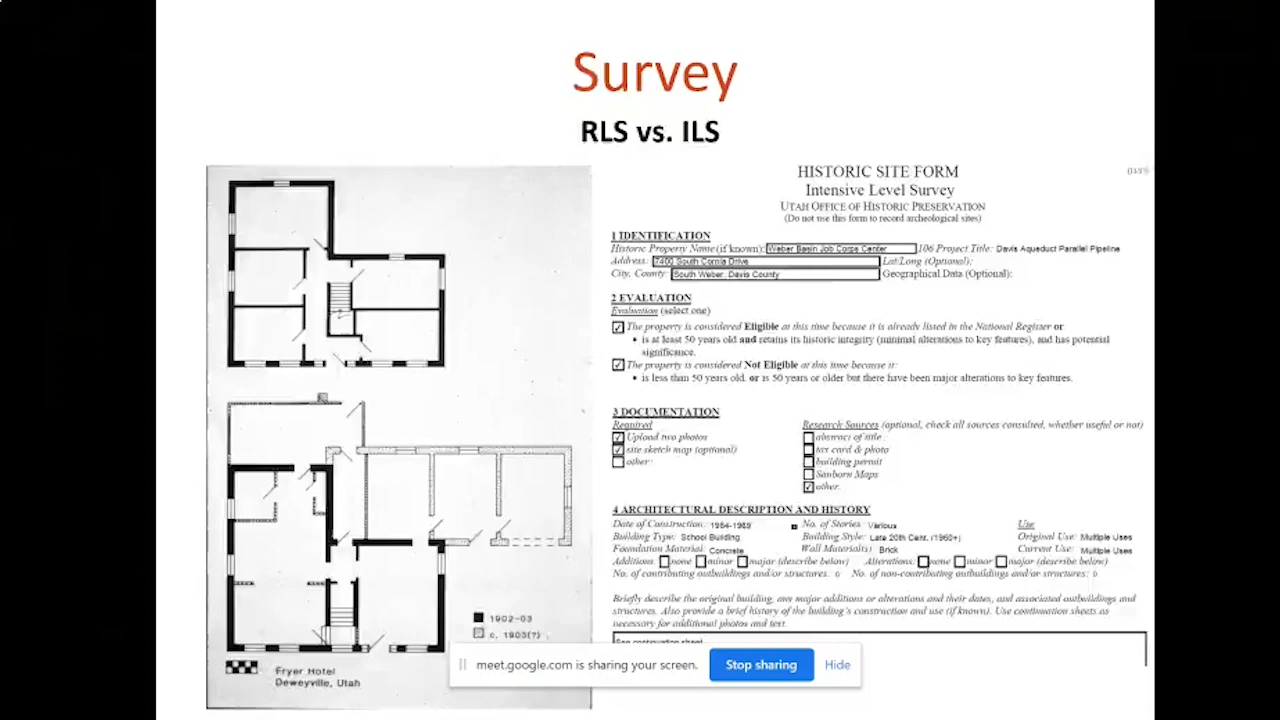 Survey
RLS vs. ILS
1902-03
c. 1903(?)
Fryer Hotel
Deweyville, Utah
HISTORIC SITE FORM
Intensive Level Survey
UTAH OFFICE OF HISTORIC PRESERVATION
(Do not use this form to record archeological sites)
1 IDENTIFICATION
Historic Property Name (if known): Weber Basin Job Corps Center 106 Project Title: Davis Aqueduct Parallel Pipeline
Address: 7400 South Cornia Drive Lat/Long (Optional):
City, County: South Weber; Davis County Geographical Data (Optional):
2 EVALUATION
Evaluation (select one)
The property is considered Eligible at this time because it is already listed in the National Register or
• is at least 50 years old and retains its historic integrity (minimal alterations to key features), and has potential
significance.
The property is considered Not Eligible at this time because it:
• is less than 50 years old, or is 50 years or older but there have been major alterations to key features.
3 DOCUMENTATION
Required Research Sources (optional, check all sources consulted, whether useful or not)
Upload two photos abstract of title
site sketch map (optional) tax card & photo
other: building permit
Sanborn Maps
other:
4 ARCHITECTURAL DESCRIPTION AND HISTORY
Date of Construction: 1964-1969 No. of Stories: Various Use
Building Type: School Building Building Style: Late 20th Cent. (1960+) Original Use: Multiple Uses
Foundation Material: Concrete Wall Material(s): Brick Current Use: Multiple Uses
Additions: none minor major (describe below) Alterations: none minor major (describe below)
No. of contributing outbuildings and/or structures: 0 No. of non-contributing outbuildings and/or structures: 0
Briefly describe the original building, any major additions or alterations and their dates, and associated outbuildings and
structures. Also provide a brief history of the building's construction and use (if known). Use continuation sheets as
necessary for additional photos and text.
See continuation sheet
meet.google.com is sharing your screen. Stop sharing Hide